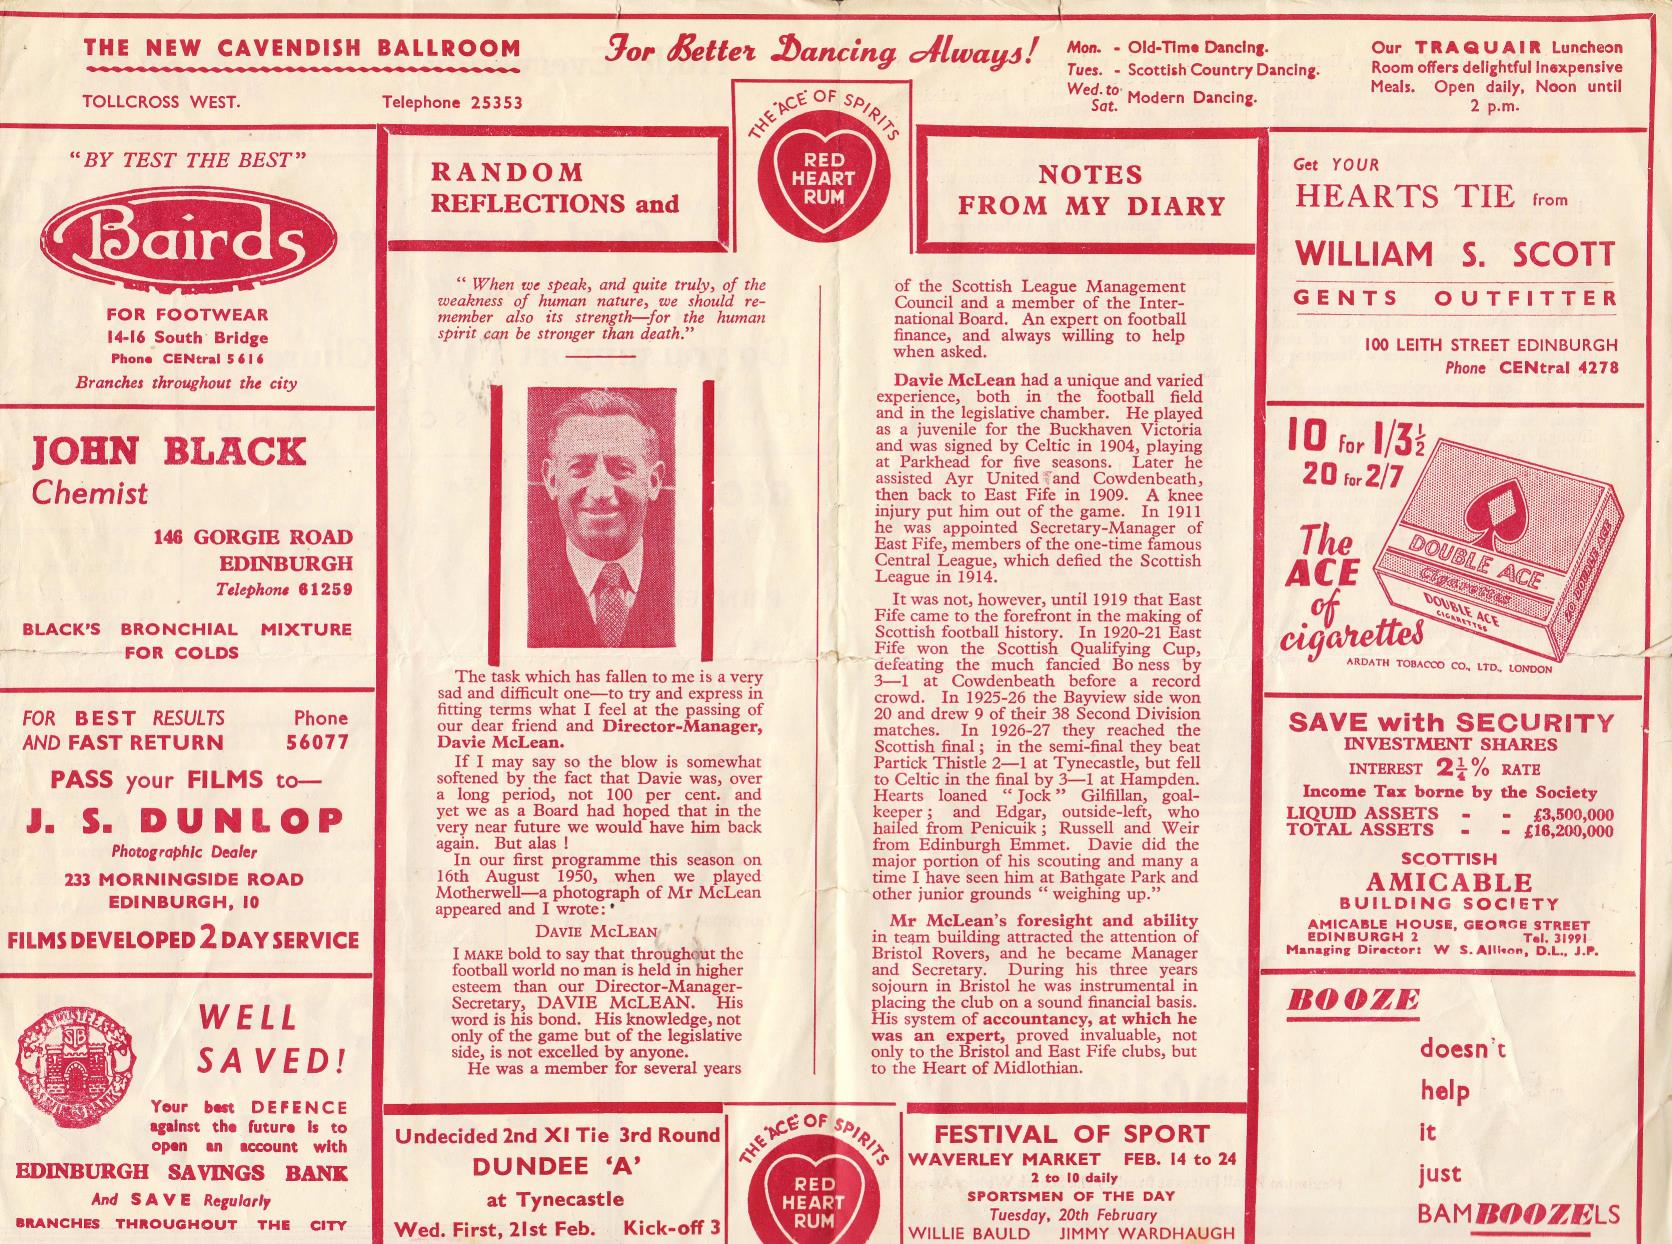 THE NEW CAVENDISH BALLROOM
TOLLCROSS WEST. Telephone 25353
For Better Dancing Always!
Mon. - Old-Time Dancing.
Tues. - Scottish Country Dancing.
Wed. to
Sat. Modern Dancing.
Our TRAQUAIR Luncheon
Room offers delightful Inexpensive
Meals. Open daily, Noon until
2 p.m.
"BY TEST THE BEST"
Bairds
FOR FOOTWEAR
14-16 South Bridge
Phone CENtral 5616
Branches throughout the city
JOHN BLACK
Chemist
146 GORGIE ROAD
EDINBURGH
Telephone 61259
BLACK'S BRONCHIAL MIXTURE
FOR COLDS
FOR BEST RESULTS Phone
AND FAST RETURN 56077
PASS your FILMS to—
J. S. DUNLOP
Photographic Dealer
233 MORNINGSIDE ROAD
EDINBURGH, 10
FILMS DEVELOPED 2 DAY SERVICE
WELL
SAVED!
Your best DEFENCE
against the future is to
open an account with
EDINBURGH SAVINGS BANK
And SAVE Regularly
BRANCHES THROUGHOUT THE CITY
RANDOM
REFLECTIONS and
THE 'ACE' OF SPIRITS
RED
HEART
RUM
NOTES
FROM MY DIARY
" When we speak, and quite truly, of the
weakness of human nature, we should re-
member also its strength—for the human
spirit can be stronger than death."
The task which has fallen to me is a very
sad and difficult one—to try and express in
fitting terms what I feel at the passing of
our dear friend and Director-Manager,
Davie McLean.
If I may say so the blow is somewhat
softened by the fact that Davie was, over
a long period, not 100 per cent. and
yet we as a Board had hoped that in the
very near future we would have him back
again. But alas !
In our first programme this season on
16th August 1950, when we played
Motherwell—a photograph of Mr McLean
appeared and I wrote:
DAVIE McLEAN
I MAKE bold to say that throughout the
football world no man is held in higher
esteem than our Director-Manager-
Secretary, DAVIE McLEAN. His
word is his bond. His knowledge, not
only of the game but of the legislative
side, is not excelled by anyone.
He was a member for several years
of the Scottish League Management
Council and a member of the Inter-
national Board. An expert on football
finance, and always willing to help
when asked.
Davie McLean had a unique and varied
experience, both in the football field
and in the legislative chamber. He played
as a juvenile for the Buckhaven Victoria
and was signed by Celtic in 1904, playing
at Parkhead for five seasons. Later he
assisted Ayr United and Cowdenbeath,
then back to East Fife in 1909. A knee
injury put him out of the game. In 1911
he was appointed Secretary-Manager of
East Fife, members of the one-time famous
Central League, which defied the Scottish
League in 1914.
It was not, however, until 1919 that East
Fife came to the forefront in the making of
Scottish football history. In 1920-21 East
Fife won the Scottish Qualifying Cup,
defeating the much fancied Bo ness by
3—1 at Cowdenbeath before a record
crowd. In 1925-26 the Bayview side won
20 and drew 9 of their 38 Second Division
matches. In 1926-27 they reached the
Scottish final ; in the semi-final they beat
Partick Thistle 2—1 at Tynecastle, but fell
to Celtic in the final by 3—1 at Hampden.
Hearts loaned " Jock " Gilfillan, goal-
keeper ; and Edgar, outside-left, who
hailed from Penicuik ; Russell and Weir
from Edinburgh Emmet. Davie did the
major portion of his scouting and many a
time I have seen him at Bathgate Park and
other junior grounds " weighing up."
Mr McLean's foresight and ability
in team building attracted the attention of
Bristol Rovers, and he became Manager
and Secretary. During his three years
sojourn in Bristol he was instrumental in
placing the club on a sound financial basis.
His system of accountancy, at which he
was an expert, proved invaluable, not
only to the Bristol and East Fife clubs, but
to the Heart of Midlothian.
Undecided 2nd XI Tie 3rd Round
DUNDEE 'A'
at Tynecastle
Wed. First, 21st Feb. Kick-off 3
THE 'ACE' OF SPIRITS
RED
HEART
RUM
FESTIVAL OF SPORT
WAVERLEY MARKET FEB. 14 to 24
2 to 10 daily
SPORTSMEN OF THE DAY
Tuesday, 20th February
WILLIE BAULD JIMMY WARDHAUGH
Get YOUR
HEARTS TIE from
WILLIAM S. SCOTT
GENTS OUTFITTER
100 LEITH STREET EDINBURGH
Phone CENtral 4278
10 for 1/3½
20 for 2/7
The
ACE
of
cigarettes
DOUBLE ACE
Cigarettes
DOUBLE ACE
CIGARETTES
20 DOUBLE ACE
ARDATH TOBACCO CO., LTD., LONDON
SAVE with SECURITY
INVESTMENT SHARES
INTEREST 2¼% RATE
Income Tax borne by the Society
LIQUID ASSETS - - £3,500,000
TOTAL ASSETS - - £16,200,000
SCOTTISH
AMICABLE
BUILDING SOCIETY
AMICABLE HOUSE, GEORGE STREET
EDINBURGH 2 Tel. 31991
Managing Director: W S. Allison, D.L., J.P.
BOOZE
doesn't
help
it
just
BAMBOOZELS